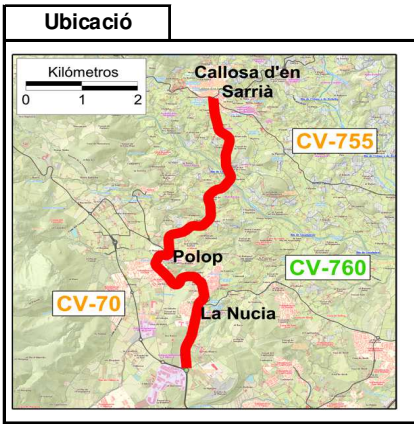 Ubicació
Kilómetros
0 1 2
Callosa d'en
Sarrià
CV-755
Polop
CV-760
CV-70
La Nucia